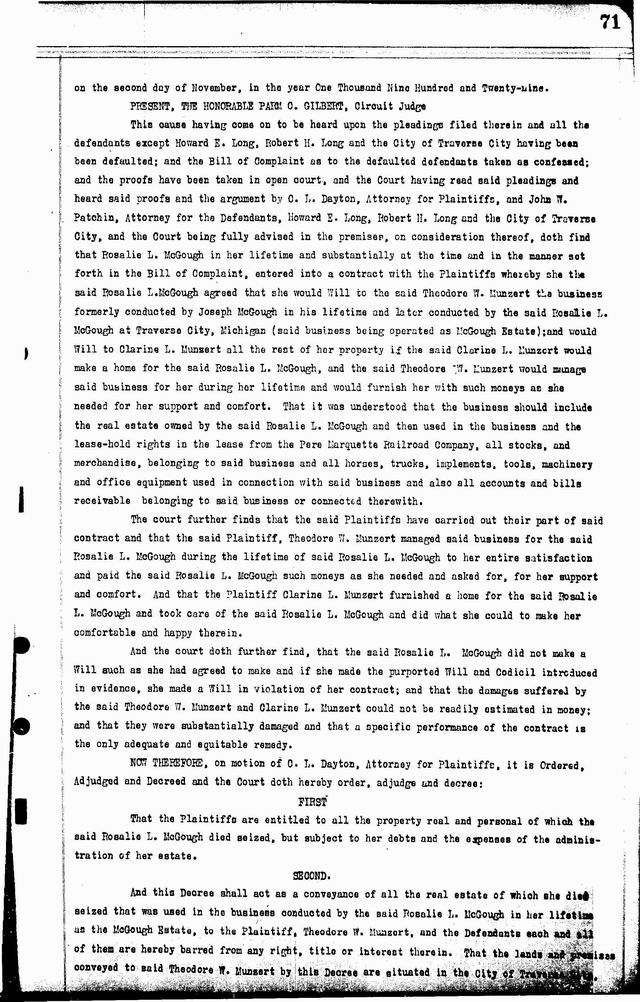 71
on the second day of November, in the year One Thousand Nine Hundred and Twenty-nine.
PRESENT, THE HONORABLE PARM C. GILBERT, Circuit Judge
This cause having come on to be heard upon the pleadings filed therein and all the
defendants except Howard E. Long, Robert H. Long and the City of Traverse City having been
been defaulted; and the Bill of Complaint as to the defaulted defendants taken as confessed;
and the proofs have been taken in open court, and the Court having read said pleadings and
heard said proofs and the argument by C. L. Dayton, Attorney for Plaintiffs, and John W.
Patchin, Attorney for the Defendants, Howard E. Long, Robert H. Long and the City of Traverse
City, and the Court being fully advised in the premises, on consideration thereof, doth find
that Rosalie L. McGough in her lifetime and substantially at the time and in the manner set
forth in the Bill of Complaint, entered into a contract with the Plaintiffs whereby she the
said Rosalie L.McGough agreed that she would Will to the said Theodore W. Munzert the business
formerly conducted by Joseph McGough in his lifetime and later conducted by the said Rosalie L.
McGough at Traverse City, Michigan (said business being operated as McGough Estate);and would
Will to Clarine L. Munzert all the rest of her property if the said Clarine L. Munzert would
make a home for the said Rosalie L. McGough, and the said Theodore W. Munzert would manage
said business for her during her lifetime and would furnish her with such moneys as she
needed for her support and comfort. That it was understood that the business should include
the real estate owned by the said Rosalie L. McGough and then used in the business and the
lease-hold rights in the lease from the Pere Marquette Railroad Company, all stocks, and
merchandise, belonging to said business and all horses, trucks, implements, tools, machinery
and office equipment used in connection with said business and also all accounts and bills
receivable belonging to said business or connected therewith.
The court further finds that the said Plaintiffs have carried out their part of said
contract and that the said Plaintiff, Theodore W. Munzert managed said business for the said
Rosalie L. McGough during the lifetime of said Rosalie L. McGough to her entire satisfaction
and paid the said Rosalie L. McGough such moneys as she needed and asked for, for her support
and comfort. And that the Plaintiff Clarine L. Munzert furnished a home for the said Rosalie
L. McGough and took care of the said Rosalie L. McGough and did what she could to make her
comfortable and happy therein.
And the court doth further find, that the said Rosalie L. McGough did not make a
Will such as she had agreed to make and if she made the purported Will and Codicil introduced
in evidence, she made a Will in violation of her contract; and that the damages suffered by
the said Theodore W. Munzert and Clarine L. Munzert could not be readily estimated in money;
and that they were substantially damaged and that a specific performance of the contract is
the only adequate and equitable remedy.
NOW THEREFORE, on motion of C. L. Dayton, Attorney for Plaintiffs, it is Ordered,
Adjudged and Decreed and the Court doth hereby order, adjudge and decree:
FIRST
That the Plaintiffs are entitled to all the property real and personal of which the
said Rosalie L. McGough died seized, but subject to her debts and the expenses of the adminis-
tration of her estate.
SECOND.
And this Decree shall act as a conveyance of all the real estate of which she died
seized that was used in the business conducted by the said Rosalie L. McGough in her lifetime
as the McGough Estate, to the Plaintiff, Theodore W. Munzert, and the Defendants each and all
of them are hereby barred from any right, title or interest therein. That the lands and premises
conveyed to said Theodore W. Munzert by this Decree are situated in the City of Traverse City,